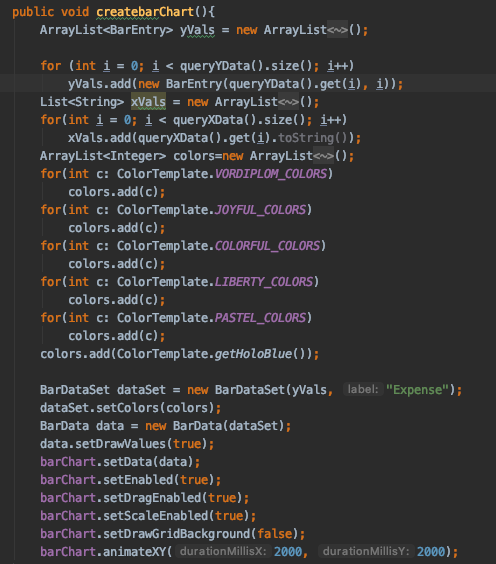 public void createbarChart(){
ArrayList<BarEntry> yVals = new ArrayList<~>();
for (int i = 0; i < queryYData().size(); i++)
yVals.add(new BarEntry(queryYData().get(i), i));
List<String> xVals = new ArrayList<~>();
for(int i = 0; i < queryXData().size(); i++)
xVals.add(queryXData().get(i).toString());
ArrayList<Integer> colors=new ArrayList<~>();
for(int c: ColorTemplate.VORDIPLOM_COLORS)
colors.add(c);
for(int c: ColorTemplate.JOYFUL_COLORS)
colors.add(c);
for(int c: ColorTemplate.COLORFUL_COLORS)
colors.add(c);
for(int c: ColorTemplate.LIBERTY_COLORS)
colors.add(c);
for(int c: ColorTemplate.PASTEL_COLORS)
colors.add(c);
colors.add(ColorTemplate.getHoloBlue());
BarDataSet dataSet = new BarDataSet(yVals, label: "Expense");
dataSet.setColors(colors);
BarData data = new BarData(dataSet);
data.setDrawValues(true);
barChart.setData(data);
barChart.setEnabled(true);
barChart.setDragEnabled(true);
barChart.setScaleEnabled(true);
barChart.setDrawGridBackground(false);
barChart.animateXY( durationMillisX: 2000, durationMillisY: 2000);